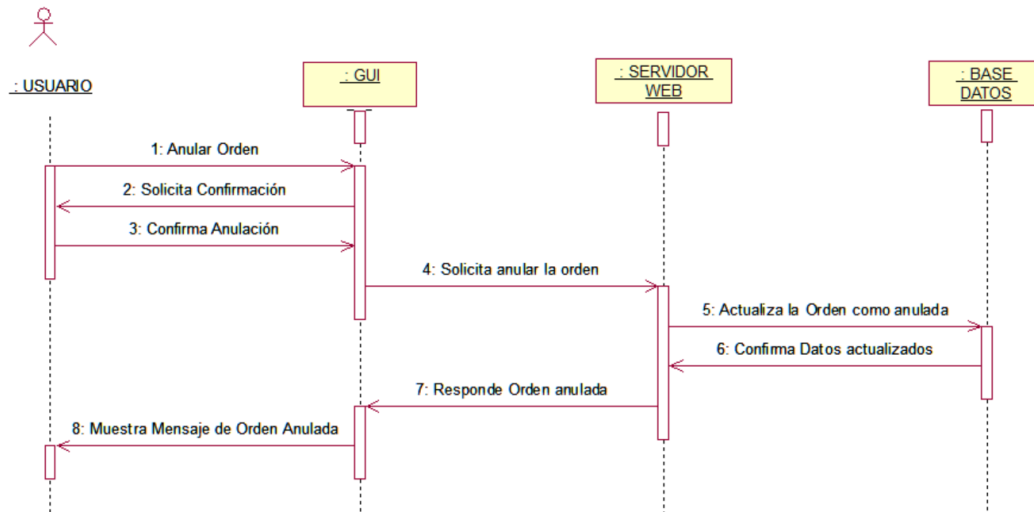 : USUARIO
: GUI
: SERVIDOR
WEB
: BASE
DATOS
1: Anular Orden
2: Solicita Confirmación
3: Confirma Anulación
4: Solicita anular la orden
5: Actualiza la Orden como anulada
6: Confirma Datos actualizados
7: Responde Orden anulada
8: Muestra Mensaje de Orden Anulada